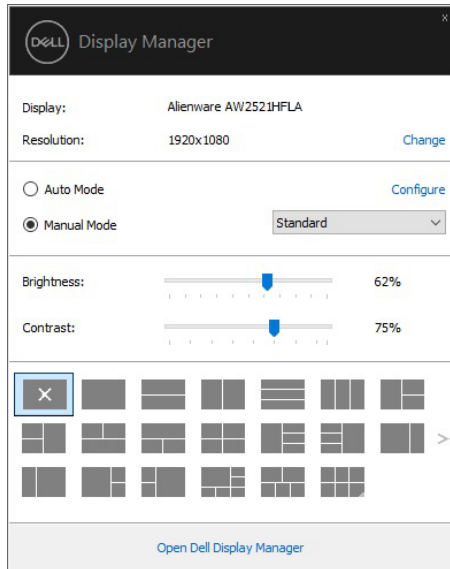 x
DELL Display Manager
Display: Alienware AW2521HFLA
Resolution: 1920x1080 Change
Auto Mode Configure
Manual Mode Standard
Brightness: 62%
Contrast: 75%
Open Dell Display Manager